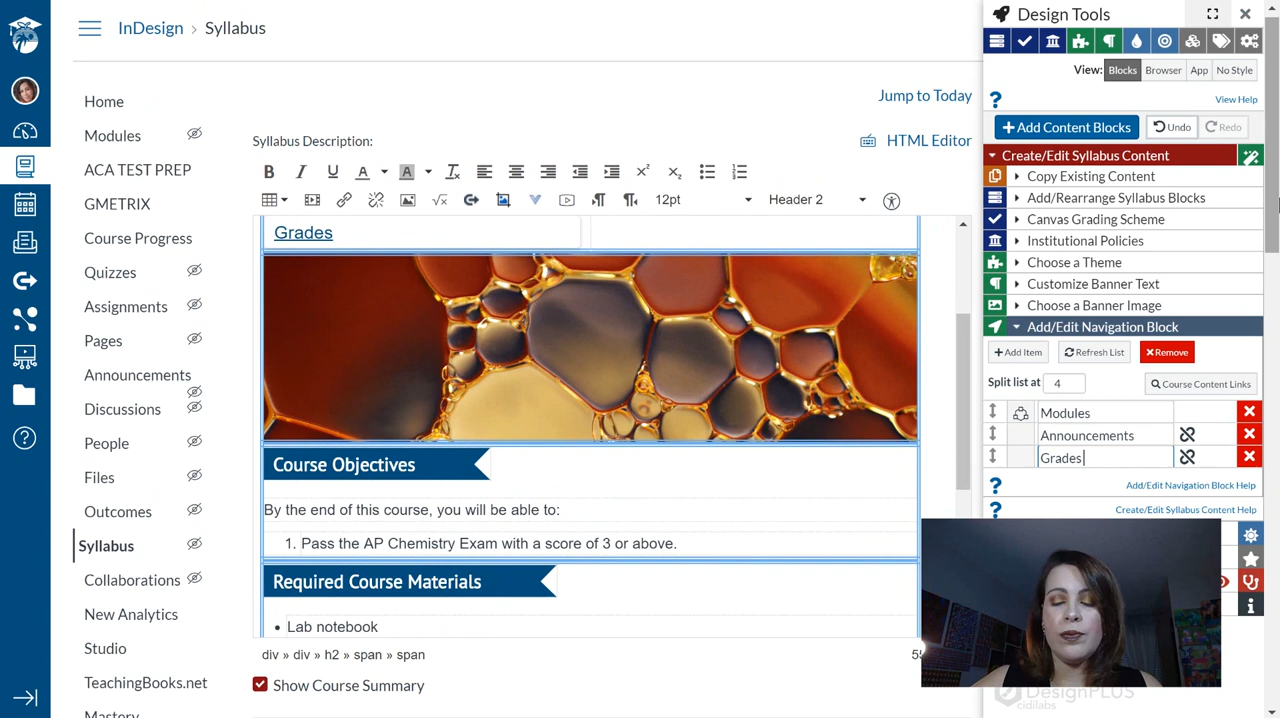 InDesign > Syllabus
Home
Modules
ACA TEST PREP
GMETRIX
Course Progress
Quizzes
Assignments
Pages
Announcements
Discussions
People
Files
Outcomes
Syllabus
Collaborations
New Analytics
Studio
TeachingBooks.net
Mastery
Jump to Today
Syllabus Description:
HTML Editor
12pt
Header 2
Grades
Course Objectives
By the end of this course, you will be able to:
1. Pass the AP Chemistry Exam with a score of 3 or above.
Required Course Materials
• Lab notebook
div » div » h2 » span » span
Show Course Summary
Design Tools
View: Blocks Browser App No Style
View Help
+ Add Content Blocks Undo Redo
Create/Edit Syllabus Content
Copy Existing Content
Add/Rearrange Syllabus Blocks
Canvas Grading Scheme
Institutional Policies
Choose a Theme
Customize Banner Text
Choose a Banner Image
Add/Edit Navigation Block
+ Add Item Refresh List × Remove
Split list at 4 Course Content Links
Modules
Announcements
Grades
Add/Edit Navigation Block Help
Create/Edit Syllabus Content Help
DesignPLUS
cidilabs